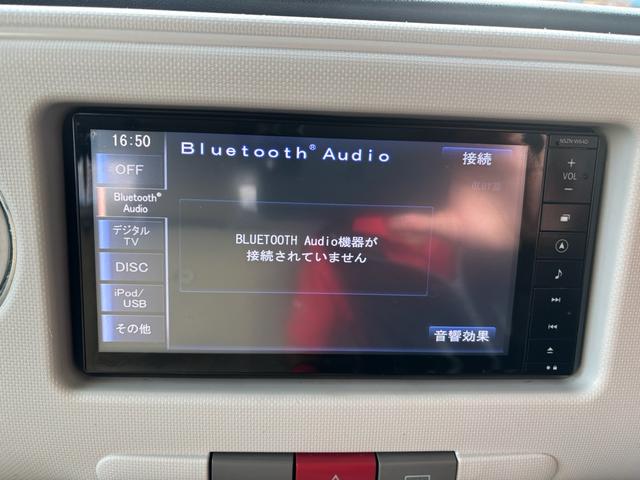 16:50
OFF
Bluetooth®
Audio
デジタル
TV
DISC
iPod/
USB
その他
Bluetooth® Audio
接続
BLUETOOTH Audio機器が
接続されていません
音響効果
NSZN-W64D
+
VOL
−